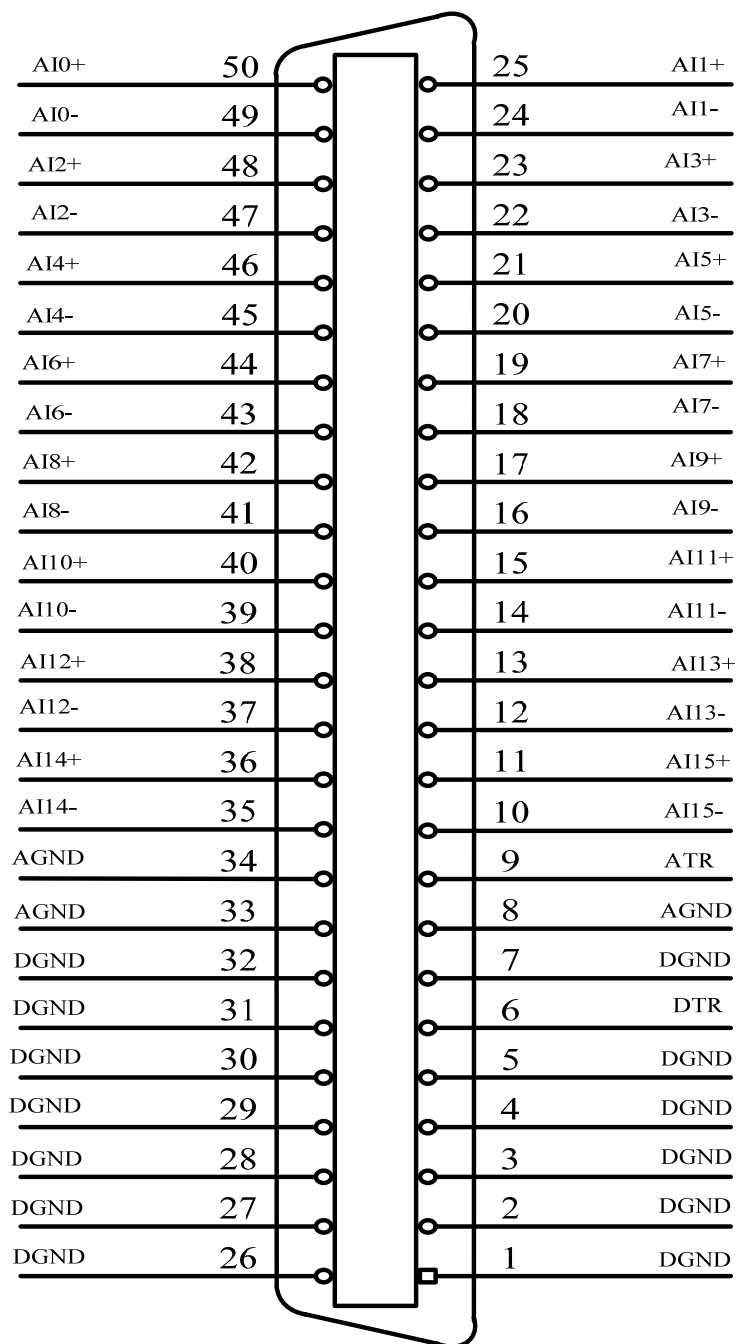 AI0+ 50 25 AI1+
AI0- 49 24 AI1-
AI2+ 48 23 AI3+
AI2- 47 22 AI3-
AI4+ 46 21 AI5+
AI4- 45 20 AI5-
AI6+ 44 19 AI7+
AI6- 43 18 AI7-
AI8+ 42 17 AI9+
AI8- 41 16 AI9-
AI10+ 40 15 AI11+
AI10- 39 14 AI11-
AI12+ 38 13 AI13+
AI12- 37 12 AI13-
AI14+ 36 11 AI15+
AI14- 35 10 AI15-
AGND 34 9 ATR
AGND 33 8 AGND
DGND 32 7 DGND
DGND 31 6 DTR
DGND 30 5 DGND
DGND 29 4 DGND
DGND 28 3 DGND
DGND 27 2 DGND
DGND 26 1 DGND